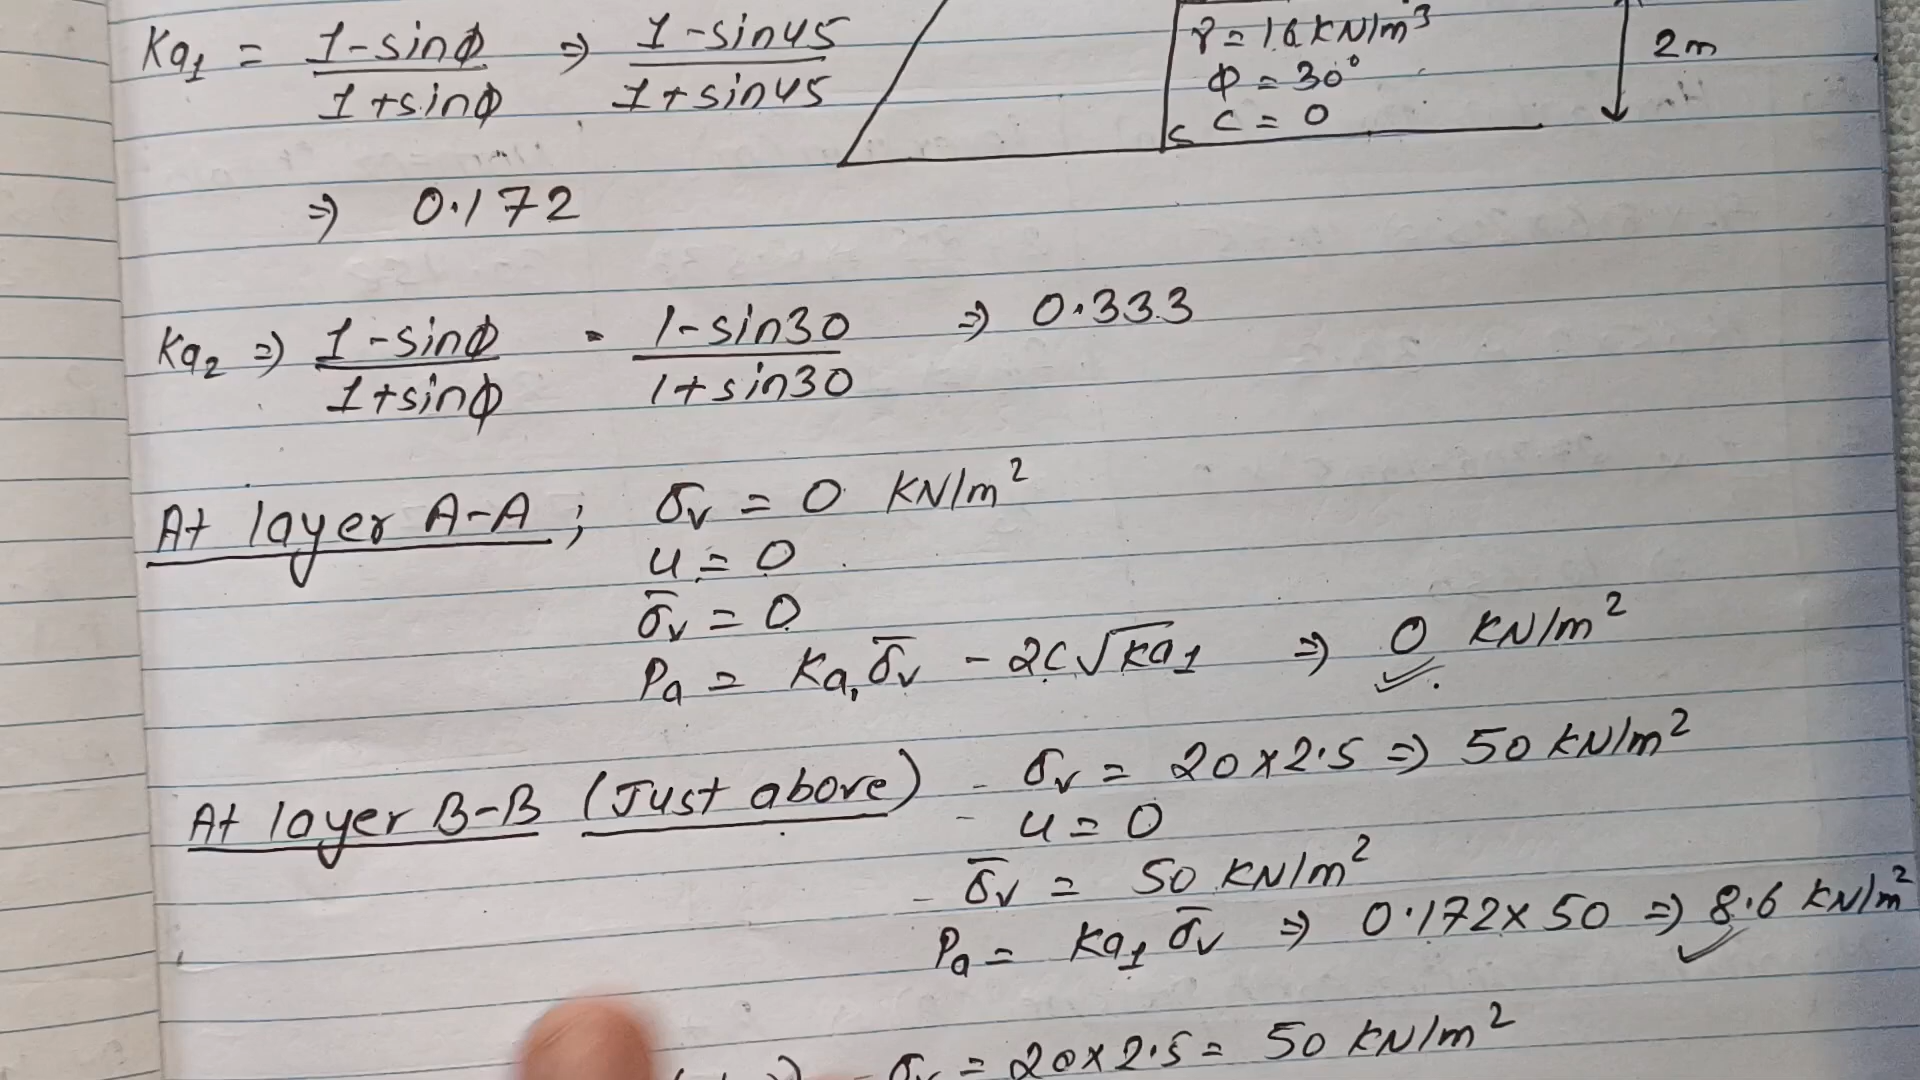 Ka₁ = (1-sinϕ)/(1+sinϕ) ⇒ (1-sin45)/(1+sin45)
γ = 16 KN/m³
ϕ = 30°
C = 0
C
2m
⇒ 0.172
Ka₂ ⇒ (1-sinϕ)/(1+sinϕ) = (1-sin30)/(1+sin30) ⇒ 0.333
At layer A-A ; σv = 0 KN/m²
u = 0
σ̄v = 0
Pa = Ka₁ σ̄v - 2C√Ka₁ ⇒ 0 KN/m²
At layer B-B (Just above) - σv = 20×2.5 ⇒ 50 KN/m²
- u = 0
- σ̄v = 50 KN/m²
Pa = Ka₁ σ̄v ⇒ 0.172×50 ⇒ 8.6 KN/m²
σv = 20×2.5 = 50 KN/m²